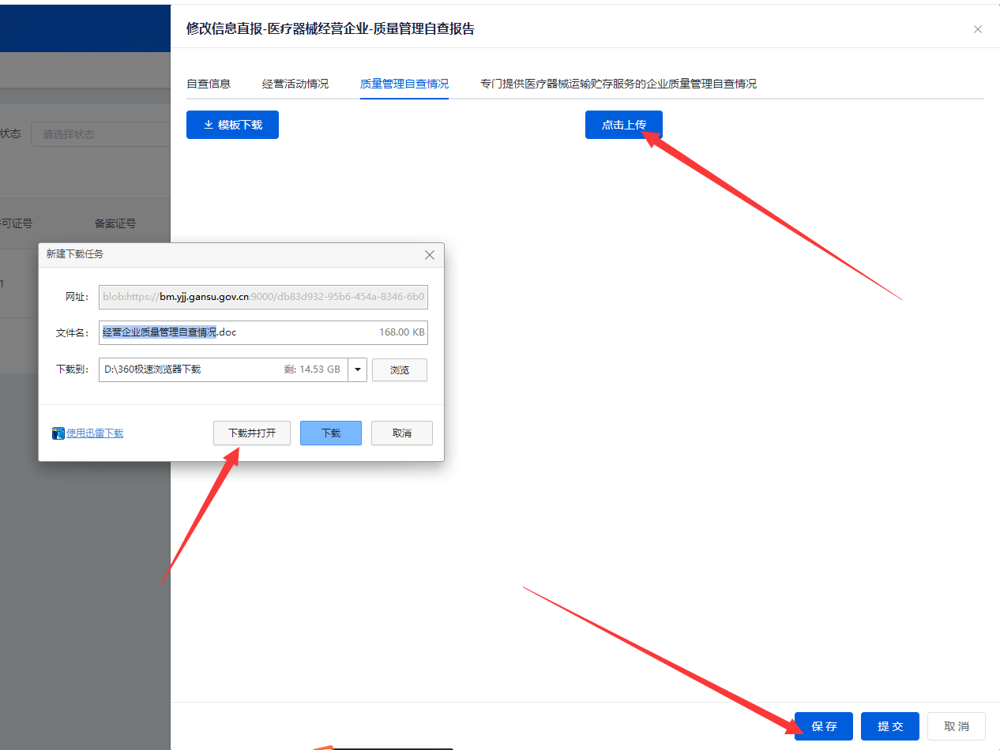 修改信息直报-医疗器械经营企业-质量管理自查报告
自查信息 经营活动情况 质量管理自查情况 专门提供医疗器械运输贮存服务的企业质量管理自查情况
模板下载 点击上传
状态 请选择状态
可证号 备案证号
1
新建下载任务
网址: blob:https://bm.yjj.gansu.gov.cn:9000/db83d932-95b6-454a-8346-6b0
文件名: 经营企业质量管理自查情况.doc 168.00 KB
下载到: D:\360极速浏览器下载 剩: 14.53 GB 浏览
使用迅雷下载 下载并打开 下载 取消
保存 提交 取消